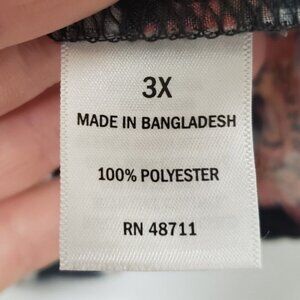 3X
MADE IN BANGLADESH
100% POLYESTER
RN 48711